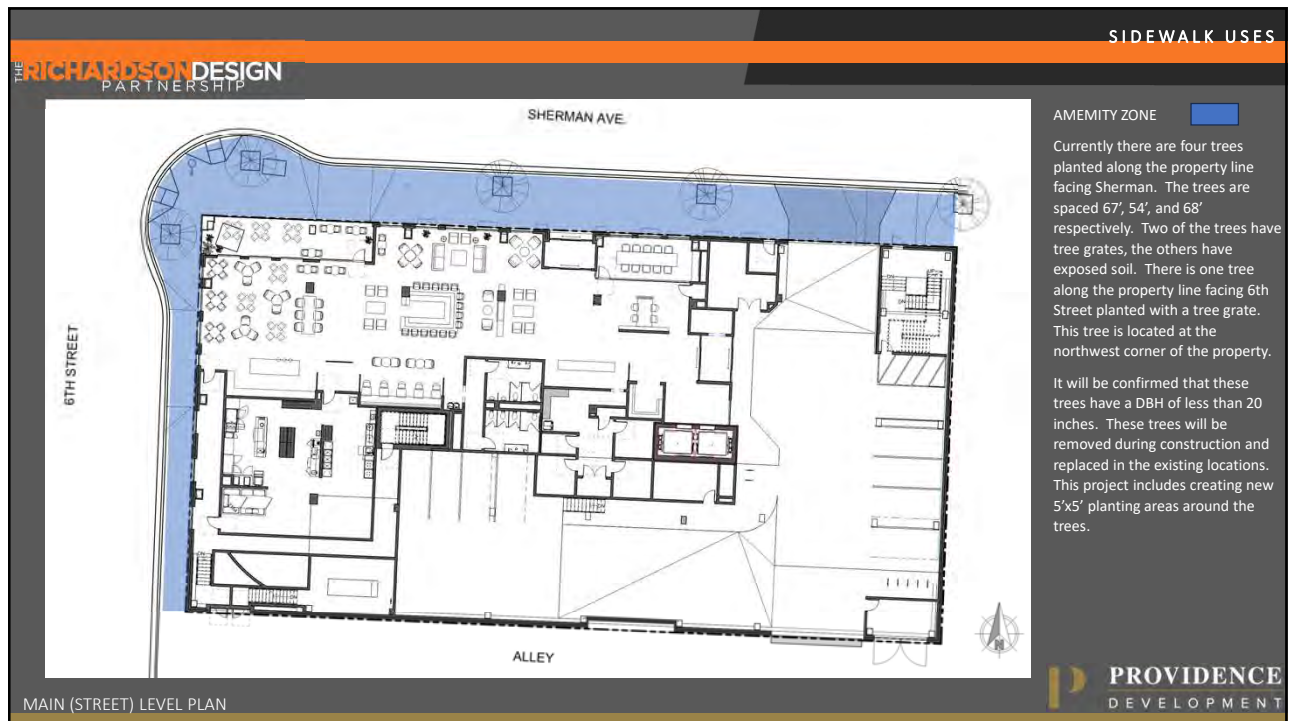 SIDEWALK USES
THE RICHARDSON DESIGN
PARTNERSHIP
SHERMAN AVE.
6TH STREET
ALLEY
N
AMEMITY ZONE
Currently there are four trees
planted along the property line
facing Sherman. The trees are
spaced 67’, 54’, and 68’
respectively. Two of the trees have
tree grates, the others have
exposed soil. There is one tree
along the property line facing 6th
Street planted with a tree grate.
This tree is located at the
northwest corner of the property.
It will be confirmed that these
trees have a DBH of less than 20
inches. These trees will be
removed during construction and
replaced in the existing locations.
This project includes creating new
5’x5’ planting areas around the
trees.
MAIN (STREET) LEVEL PLAN
PROVIDENCE
DEVELOPMENT